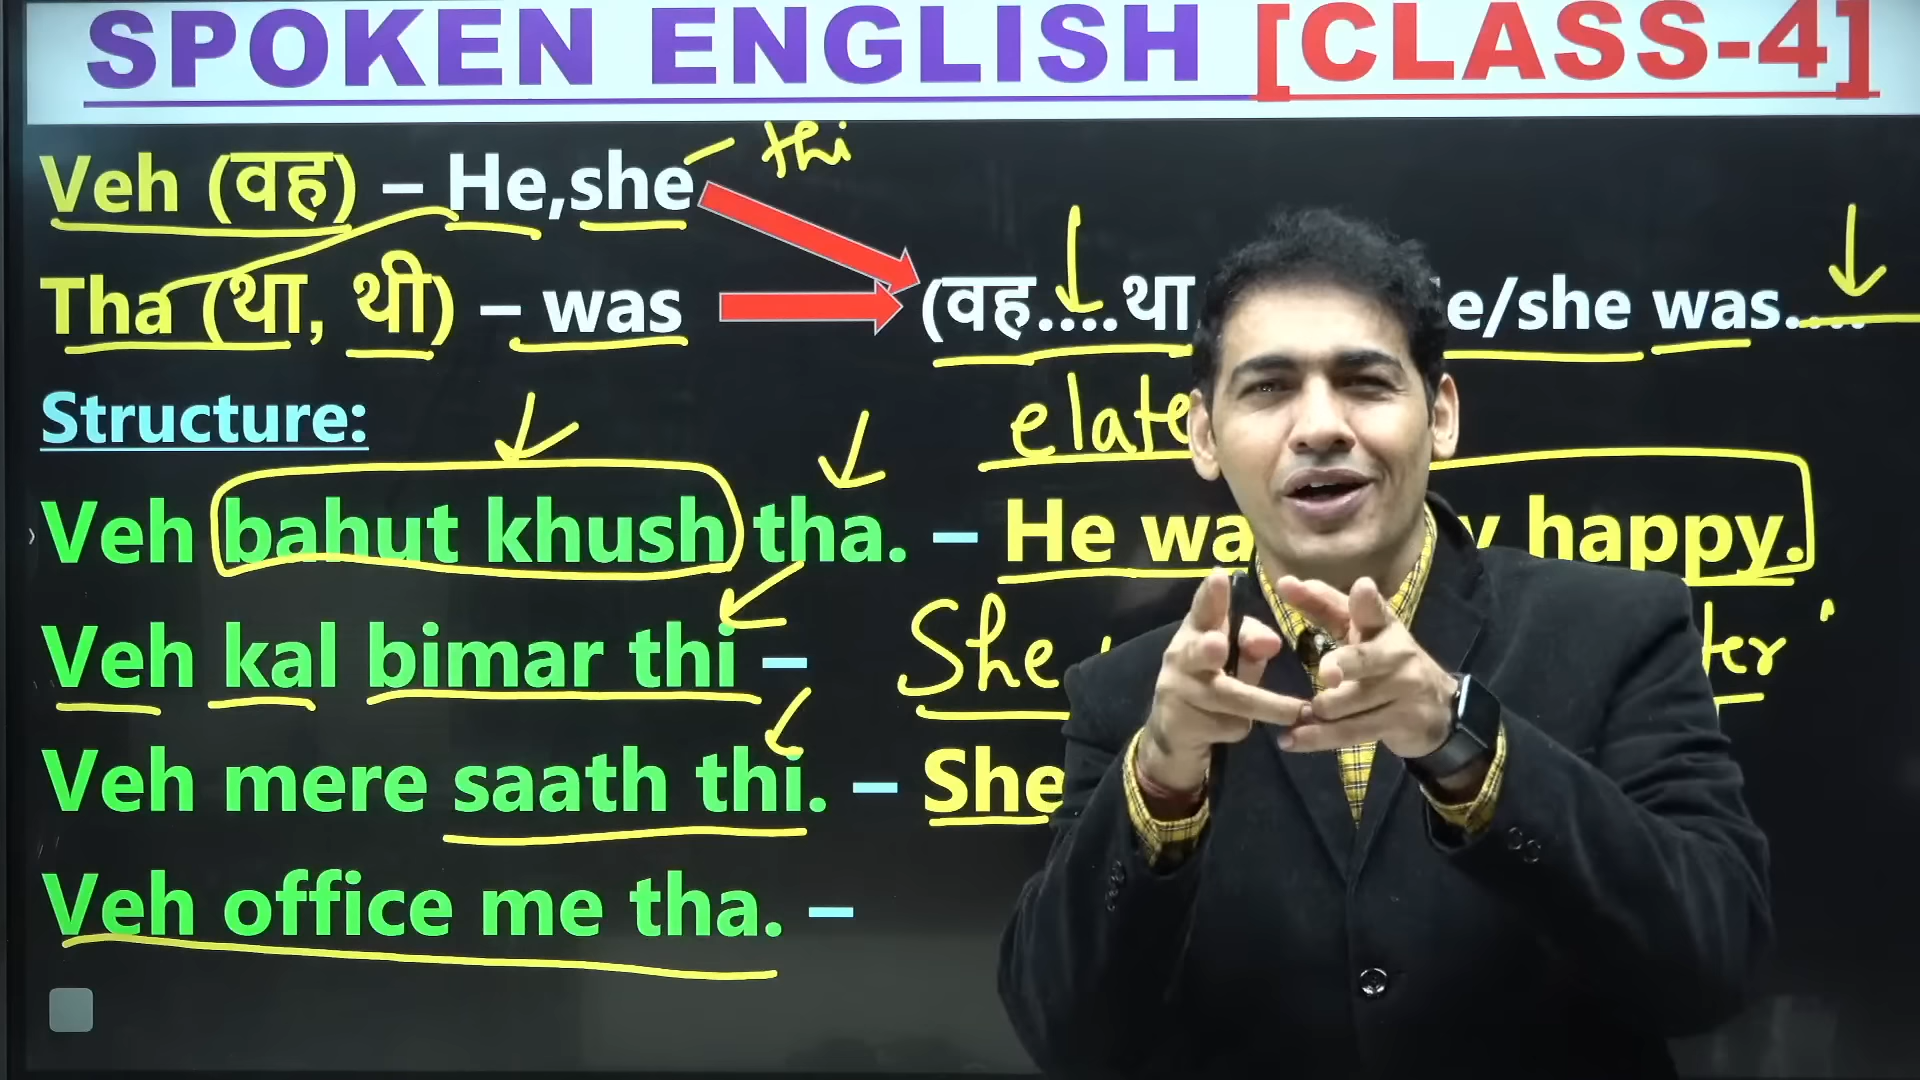 SPOKEN ENGLISH [CLASS-4]
Veh (वह) – He,she thi
Tha (था, थी) – was (वह....था e/she was....
Structure:
elate
Veh bahut khush tha. – He wa y happy.
Veh kal bimar thi – She ter
Veh mere saath thi. – She
Veh office me tha. –